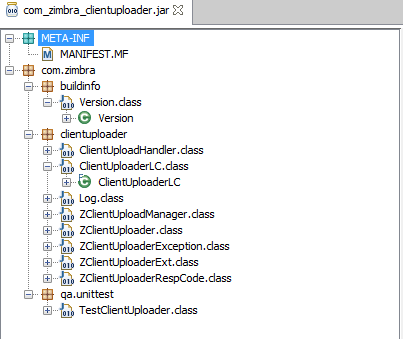 com_zimbra_clientuploader.jar
META-INF
MANIFEST.MF
com.zimbra
buildinfo
Version.class
Version
clientuploader
ClientUploadHandler.class
ClientUploaderLC.class
ClientUploaderLC
Log.class
ZClientUploadManager.class
ZClientUploader.class
ZClientUploaderException.class
ZClientUploaderExt.class
ZClientUploaderRespCode.class
qa.unittest
TestClientUploader.class